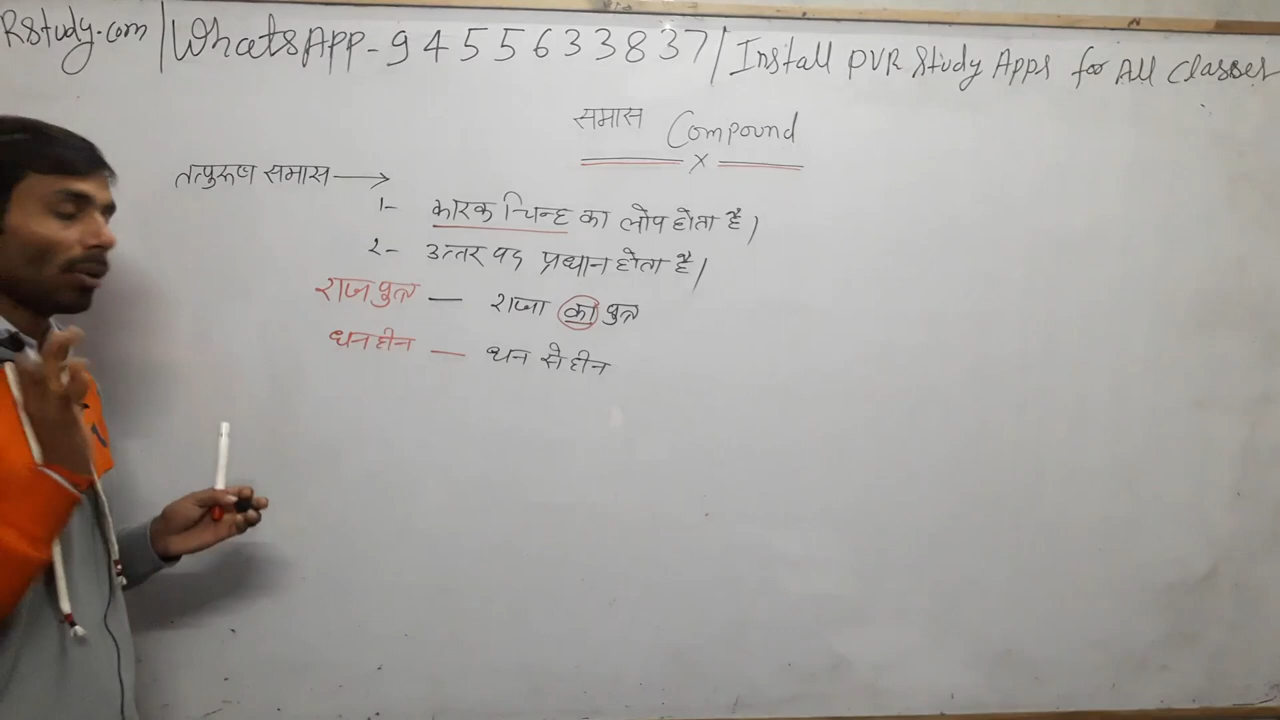 RStudy.com | WhatsApp - 9455633837 | Install PVR Study Apps for All Classes
समास Compound
x
तत्पुरूष समास →
1- कारक चिन्ह का लोप होता है।
2- उत्तर पद प्रधान होता है।
राजपुत्र — राजा का पुत्र
धनहीन — धन से हीन